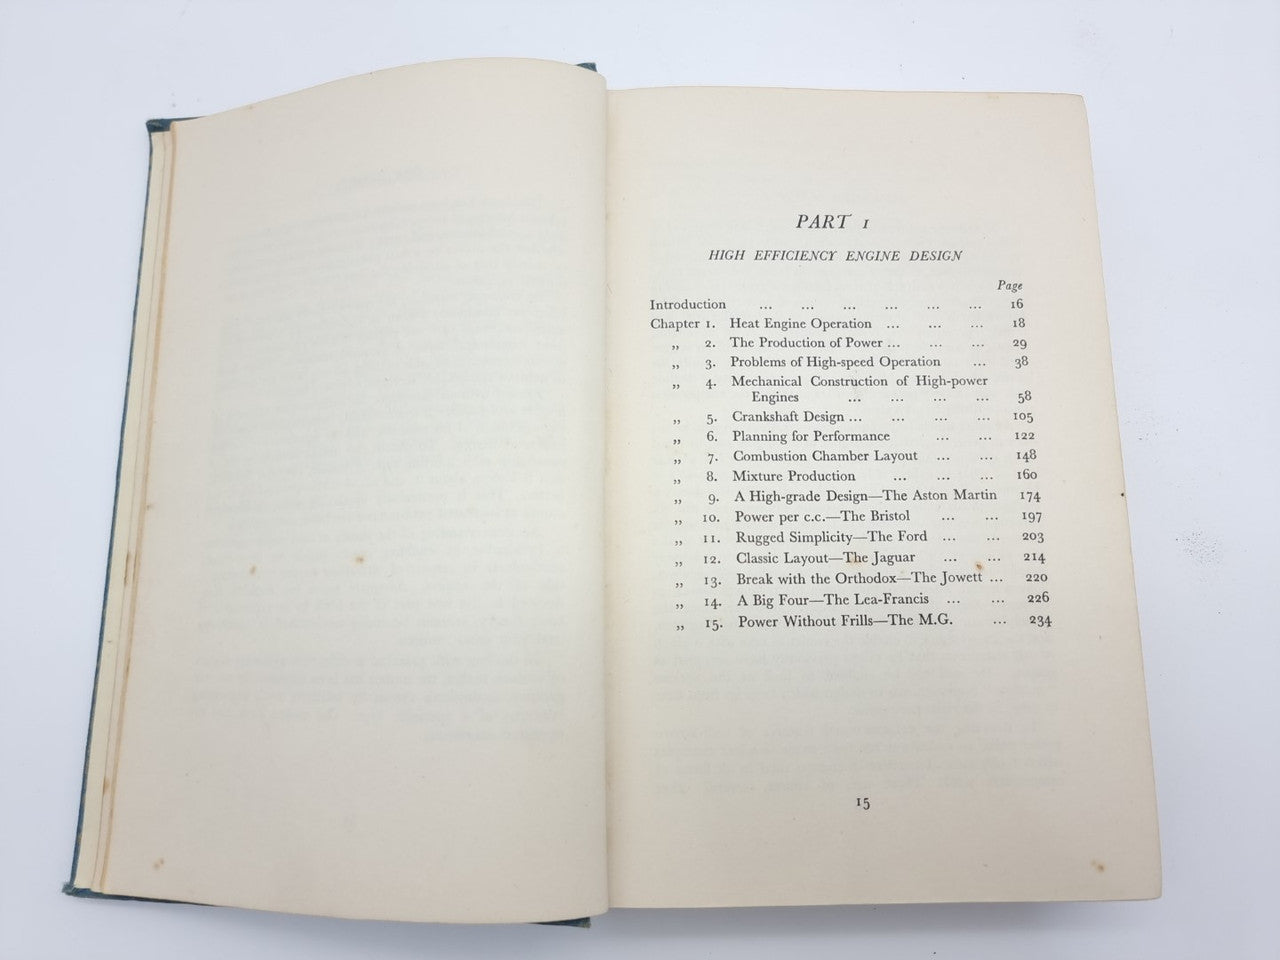 PART 1
HIGH EFFICIENCY ENGINE DESIGN
Page
Introduction ... ... ... ... ... ... 16
Chapter 1. Heat Engine Operation ... ... ... 18
„ 2. The Production of Power ... ... ... 29
„ 3. Problems of High-speed Operation ... 38
„ 4. Mechanical Construction of High-power
Engines ... ... ... ... 58
„ 5. Crankshaft Design ... ... ... ... 105
„ 6. Planning for Performance ... ... 122
„ 7. Combustion Chamber Layout ... ... 148
„ 8. Mixture Production ... ... ... 160
„ 9. A High-grade Design—The Aston Martin 174
„ 10. Power per c.c.—The Bristol ... ... 197
„ 11. Rugged Simplicity—The Ford ... ... 203
„ 12. Classic Layout—The Jaguar ... ... 214
„ 13. Break with the Orthodox—The Jowett ... 220
„ 14. A Big Four—The Lea-Francis ... ... 226
„ 15. Power Without Frills—The M.G. ... 234
15